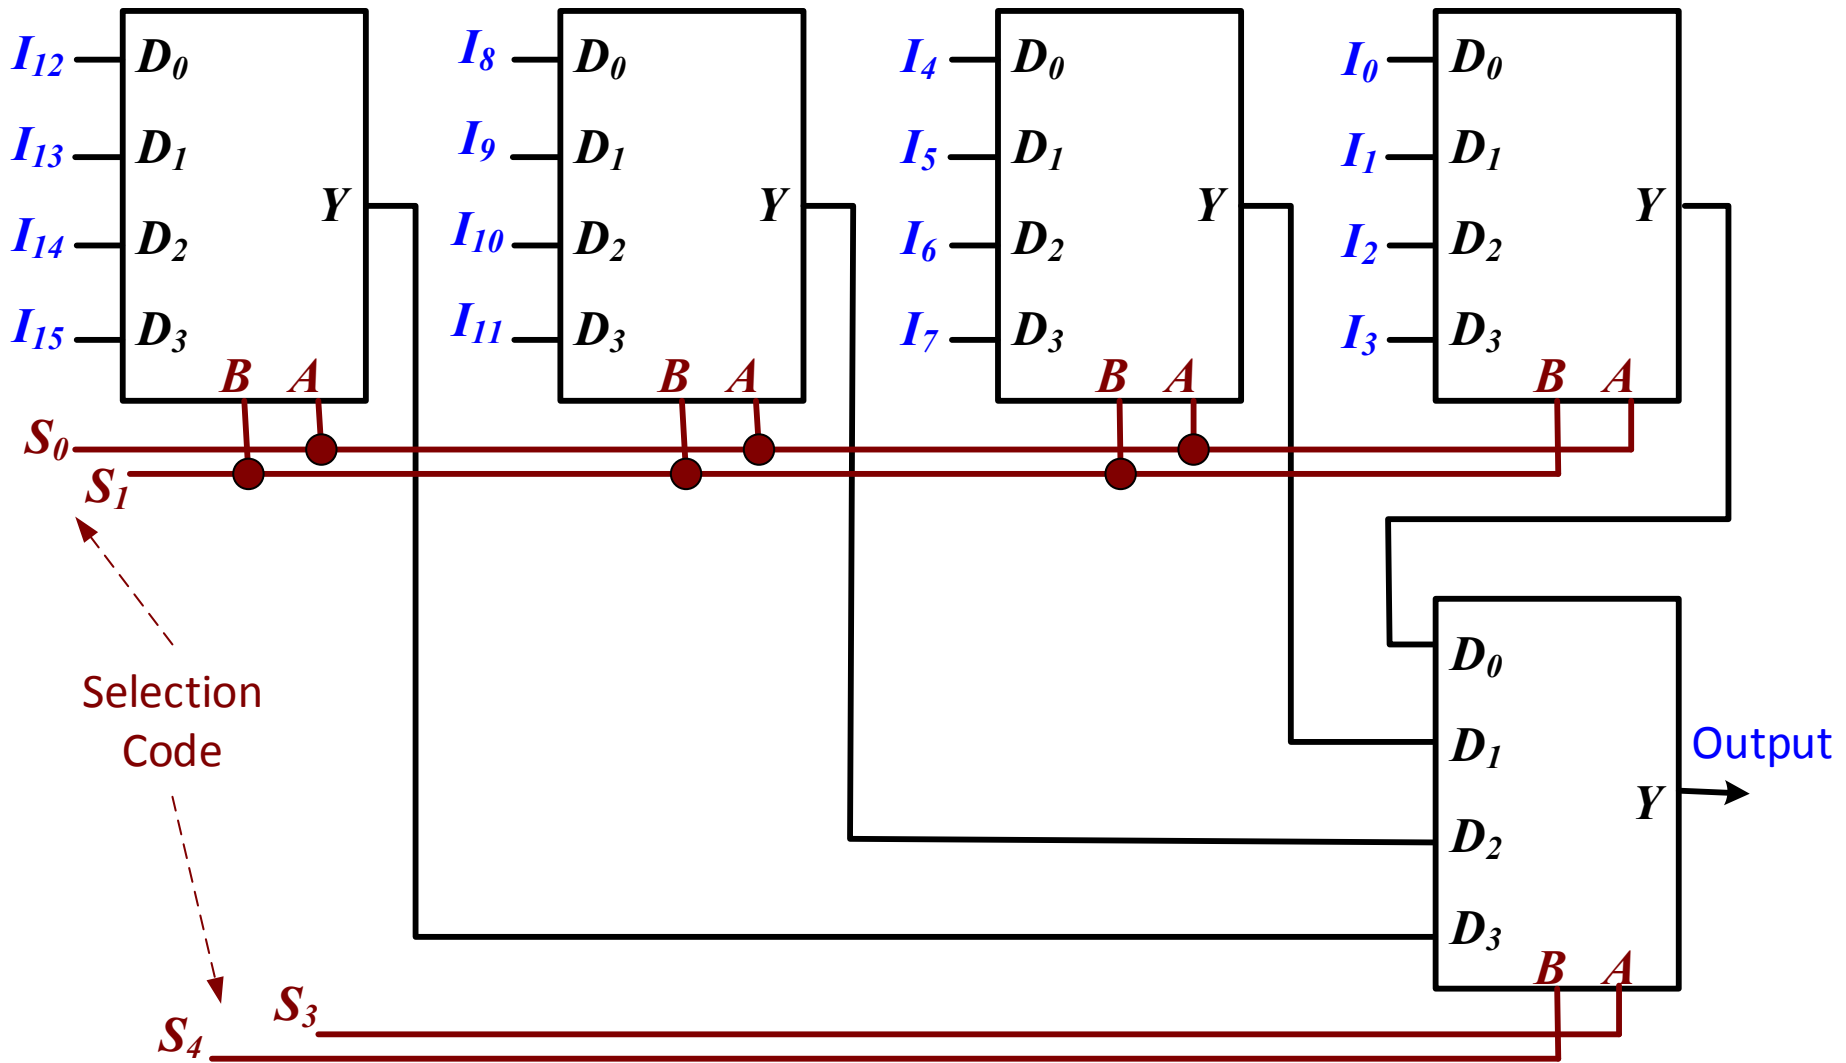 I12 D0 I8 D0 I4 D0 I0 D0
I13 D1 I9 D1 I5 D1 I1 D1
Y Y Y Y
I14 D2 I10 D2 I6 D2 I2 D2
I15 D3 I11 D3 I7 D3 I3 D3
B A B A B A B A
S0
S1
D0
Selection
Code
D1
Output
Y
D2
D3
B A
S3
S4